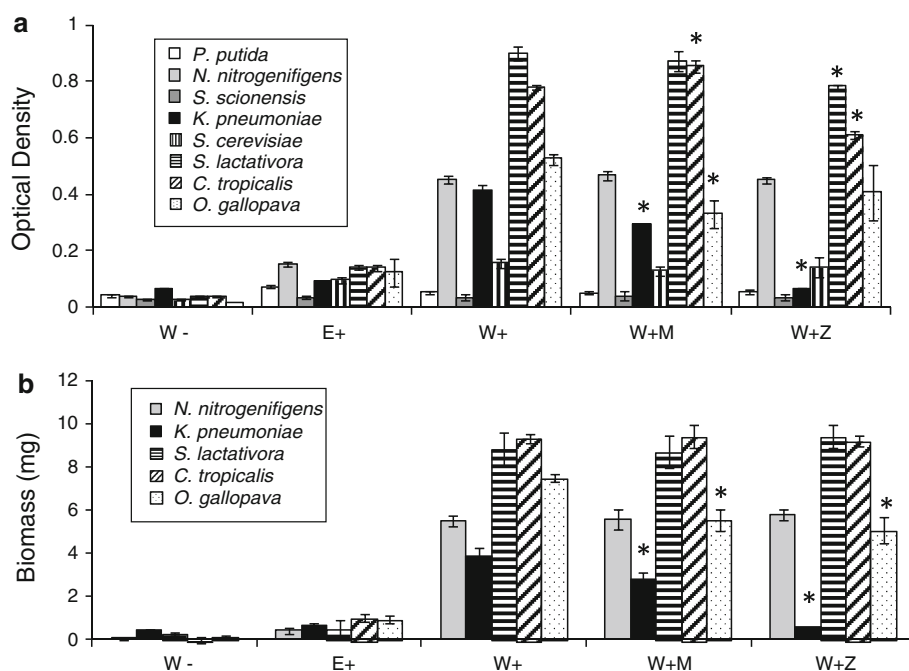 a
Optical Density
1
0.8
0.6
0.4
0.2
0
P. putida
N. nitrogenifigens
S. scionensis
K. pneumoniae
S. cerevisiae
S. lactativora
C. tropicalis
O. gallopava
* * * * * * *
W - E+ W+ W+M W+Z
b
Biomass (mg)
12
10
8
6
4
2
0
N. nitrogenifigens
K. pneumoniae
S. lactativora
C. tropicalis
O. gallopava
* * * *
W - E+ W+ W+M W+Z